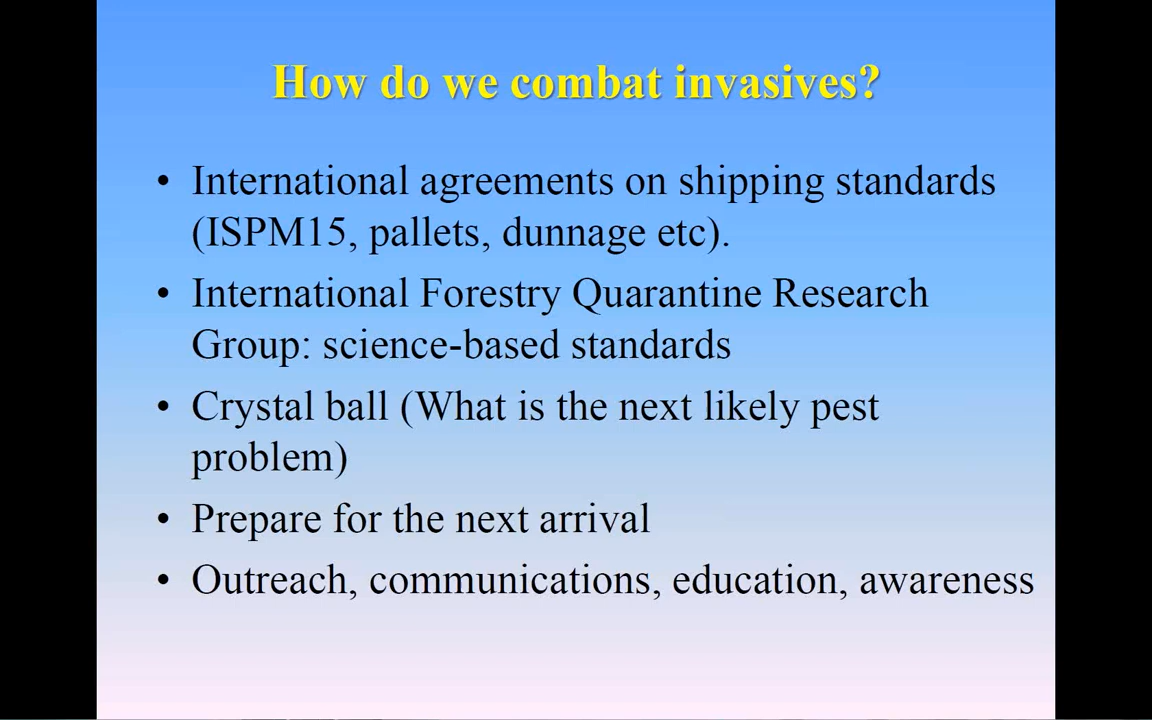 How do we combat invasives?
• International agreements on shipping standards
(ISPM15, pallets, dunnage etc).
• International Forestry Quarantine Research
Group: science-based standards
• Crystal ball (What is the next likely pest
problem)
• Prepare for the next arrival
• Outreach, communications, education, awareness